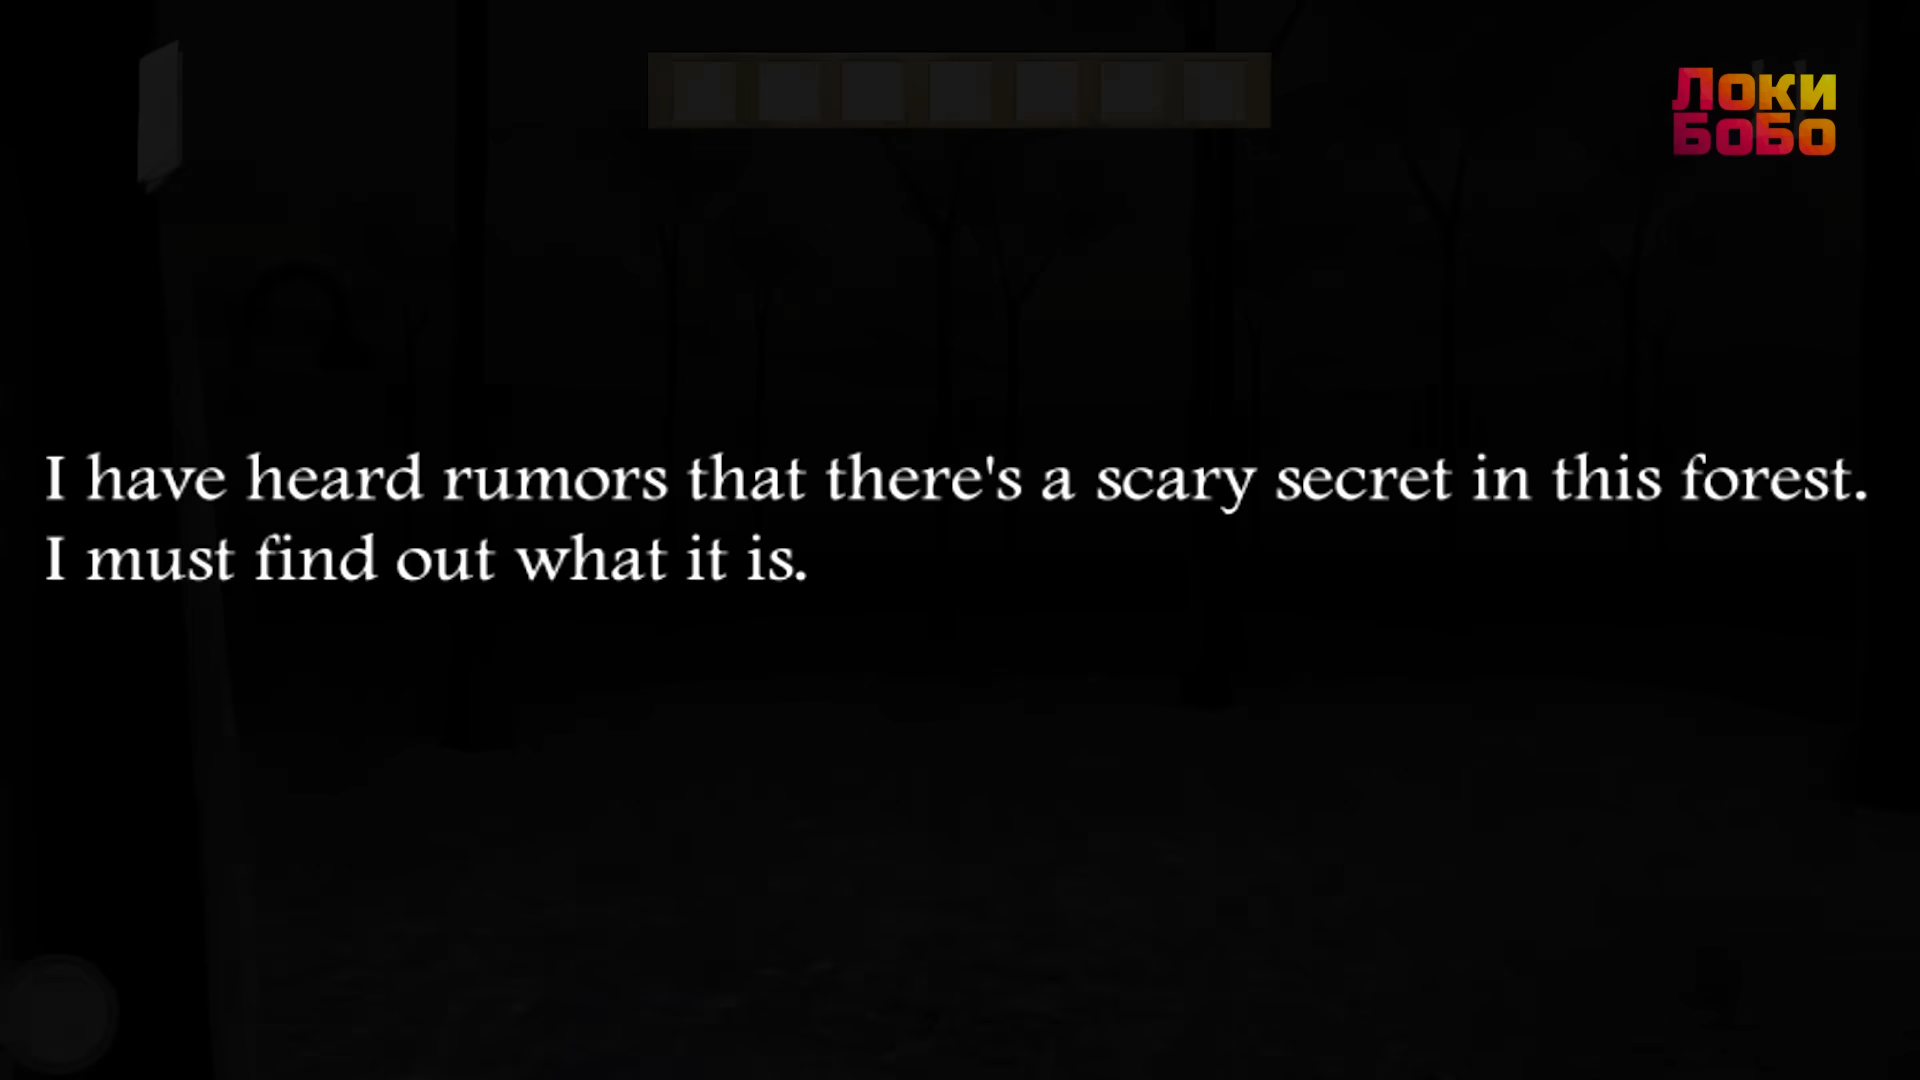 ЛОКИ
БОБО
I have heard rumors that there's a scary secret in this forest.
I must find out what it is.